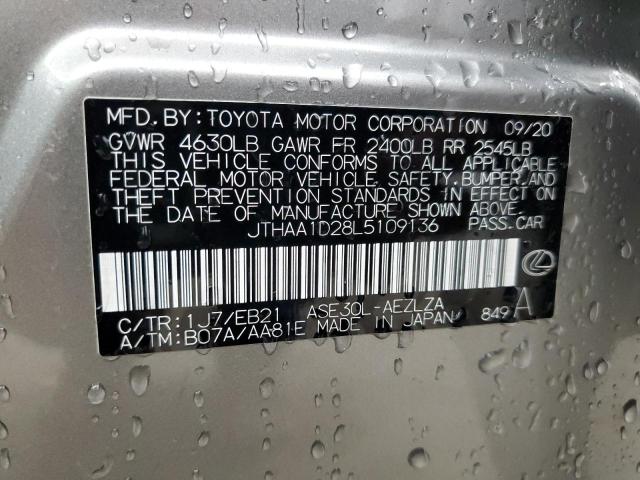 MFD. BY: TOYOTA MOTOR CORPORATION 09/20
GVWR 4630LB GAWR FR 2400LB RR 2545LB
THIS VEHICLE CONFORMS TO ALL APPLICABLE
FEDERAL MOTOR VEHICLE SAFETY, BUMPER, AND
THEFT PREVENTION STANDARDS IN EFFECT ON
THE DATE OF MANUFACTURE SHOWN ABOVE.
JTHAA1D28L5109136 PASS. CAR
C/TR: 1J7/EB21 ASE30L-AEZLZA
A/TM: B07A/AA81E MADE IN JAPAN 849 A